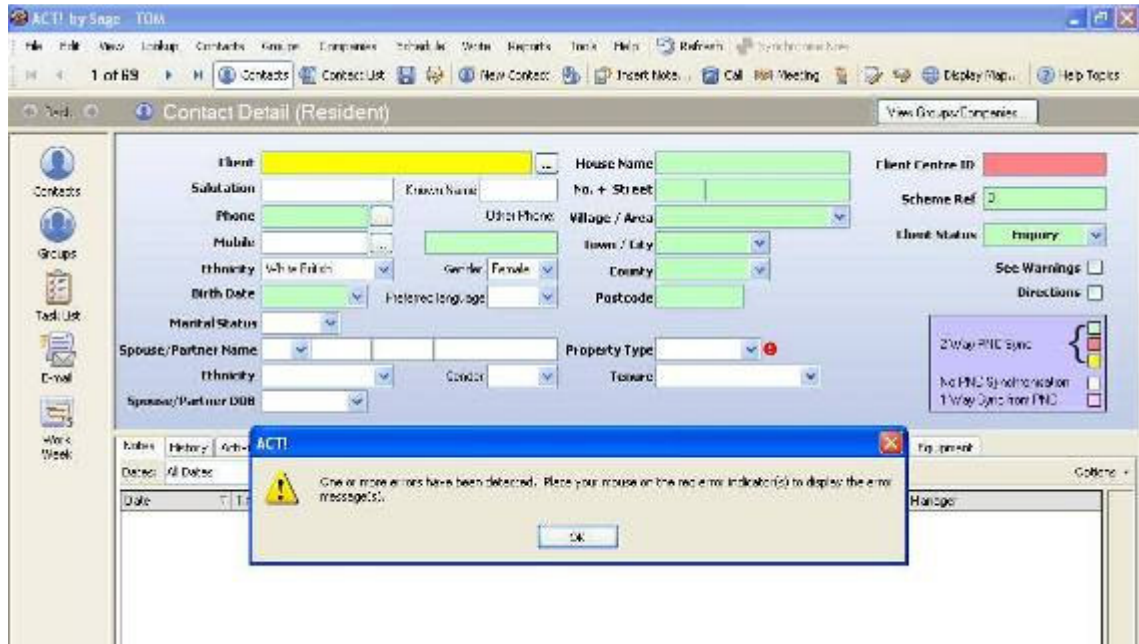 ACT! by Sage - TOM
File Edit View Lookup Contacts Groups Companies Schedule Write Reports Tools Help Refresh
1 of 69 Contacts Contact List New Contact Insert Note... Call Meeting Display Map... Help Topics
Back Contact Detail (Resident) View Groups/Companies...
Contacts
Groups
Task List
E-mail
Work Week
Client House Name Client Centre ID
Salutation Known Name No. + Street Scheme Ref 0
Phone Other Phone Village / Area
Mobile Town / City Client Status Enquiry
Ethnicity White British Gender Female County See Warnings
Birth Date Preferred language Postcode Directions
Marital Status
Spouse/Partner Name Property Type
Ethnicity Gender Tenure
Spouse/Partner DOB
2 Way PNC Sync
No PNC Synchronisation
1 Way Sync from PNC
Notes History Equipment
Dates: All Dates Options
Date Manager
ACT!
One or more errors have been detected. Place your mouse on the red error indicator(s) to display the error
message(s).
OK